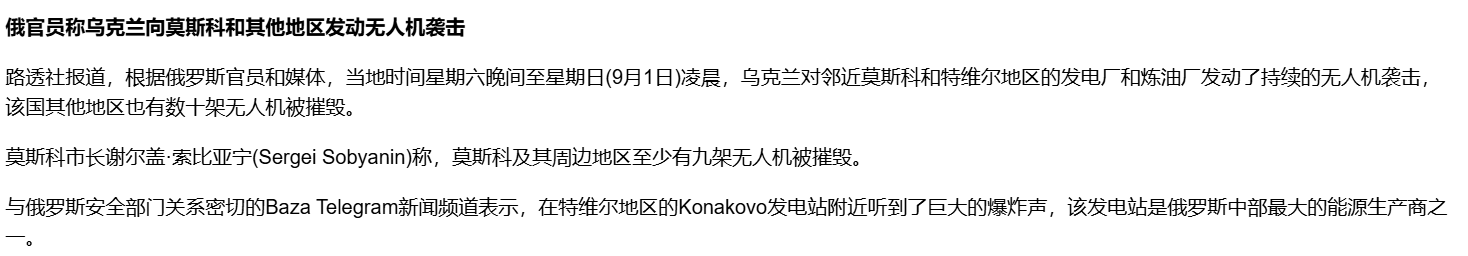 俄官员称乌克兰向莫斯科和其他地区发动无人机袭击
路透社报道，根据俄罗斯官员和媒体，当地时间星期六晚间至星期日(9月1日)凌晨，乌克兰对邻近莫斯科和特维尔地区的发电厂和炼油厂发动了持续的无人机袭击，
该国其他地区也有数十架无人机被摧毁。
莫斯科市长谢尔盖·索比亚宁(Sergei Sobyanin)称，莫斯科及其周边地区至少有九架无人机被摧毁。
与俄罗斯安全部门关系密切的Baza Telegram新闻频道表示，在特维尔地区的Konakovo发电站附近听到了巨大的爆炸声，该发电站是俄罗斯中部最大的能源生产商之
一。